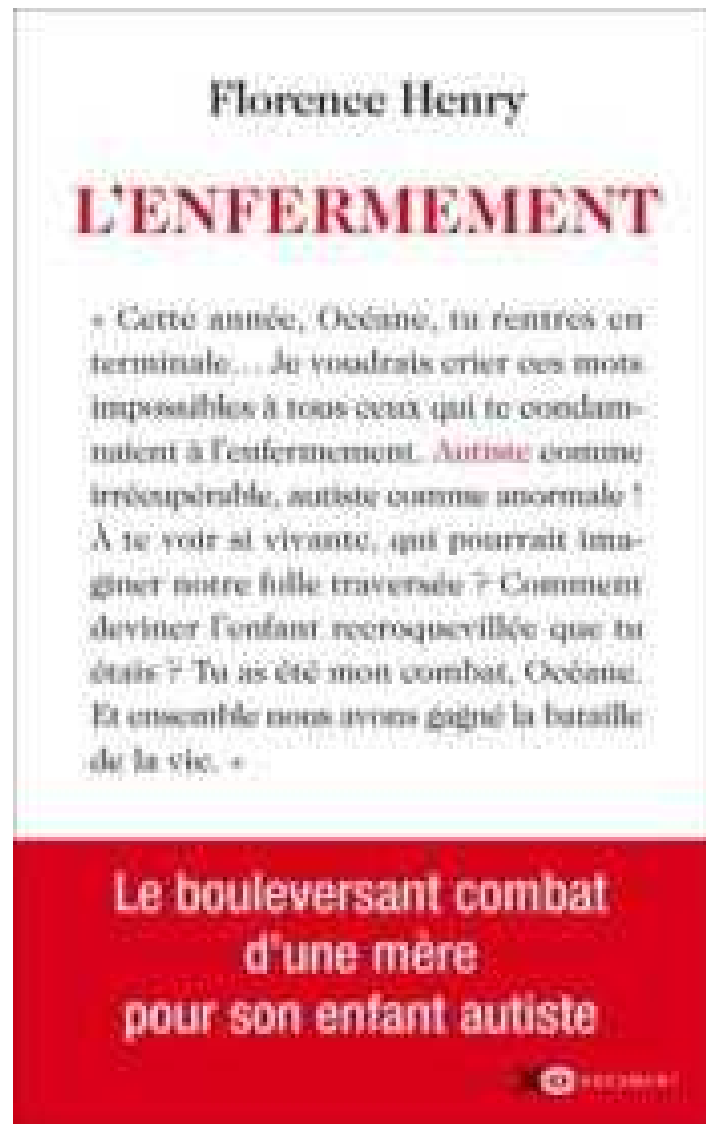 Florence Henry
L'ENFERMEMENT
« Cette année, Océane, tu rentres en
terminale... Je voudrais crier ces mots
impossibles à tous ceux qui te condam-
naient à l'enfermement. Autiste comme
irrécupérable, autiste comme anormale !
À te voir si vivante, qui pourrait ima-
giner notre folle traversée ? Comment
deviner l'enfant recroquevillée que tu
étais ? Tu as été mon combat, Océane.
Et ensemble nous avons gagné la bataille
de la vie. »
Le bouleversant combat
d'une mère
pour son enfant autiste
DOCUMENT